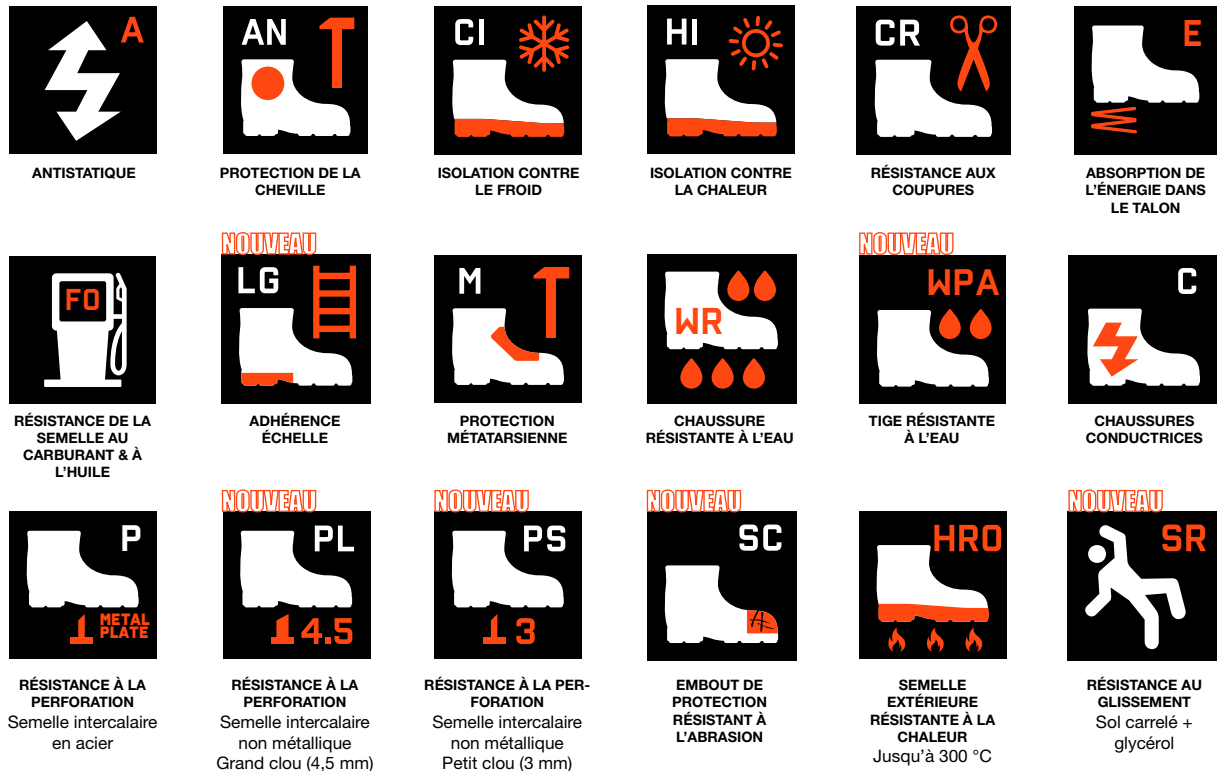 A
ANTISTATIQUE
AN
PROTECTION DE LA
CHEVILLE
CI
ISOLATION CONTRE
LE FROID
HI
ISOLATION CONTRE
LA CHALEUR
CR
RÉSISTANCE AUX
COUPURES
E
ABSORPTION DE
L'ÉNERGIE DANS
LE TALON
FO
RÉSISTANCE DE LA
SEMELLE AU
CARBURANT & À
L'HUILE
NOUVEAU
LG
ADHÉRENCE
ÉCHELLE
M
PROTECTION
MÉTATARSIENNE
WR
CHAUSSURE
RÉSISTANTE À L'EAU
NOUVEAU
WPA
TIGE RÉSISTANTE
À L'EAU
C
CHAUSSURES
CONDUCTRICES
P
METAL
PLATE
RÉSISTANCE À LA
PERFORATION
Semelle intercalaire
en acier
NOUVEAU
PL
4.5
RÉSISTANCE À LA
PERFORATION
Semelle intercalaire
non métallique
Grand clou (4,5 mm)
NOUVEAU
PS
3
RÉSISTANCE À LA PER-
FORATION
Semelle intercalaire
non métallique
Petit clou (3 mm)
NOUVEAU
SC
EMBOUT DE
PROTECTION
RÉSISTANT À
L'ABRASION
HRO
SEMELLE
EXTÉRIEURE
RÉSISTANTE À LA
CHALEUR
Jusqu'à 300 °C
NOUVEAU
SR
RÉSISTANCE AU
GLISSEMENT
Sol carrelé +
glycérol